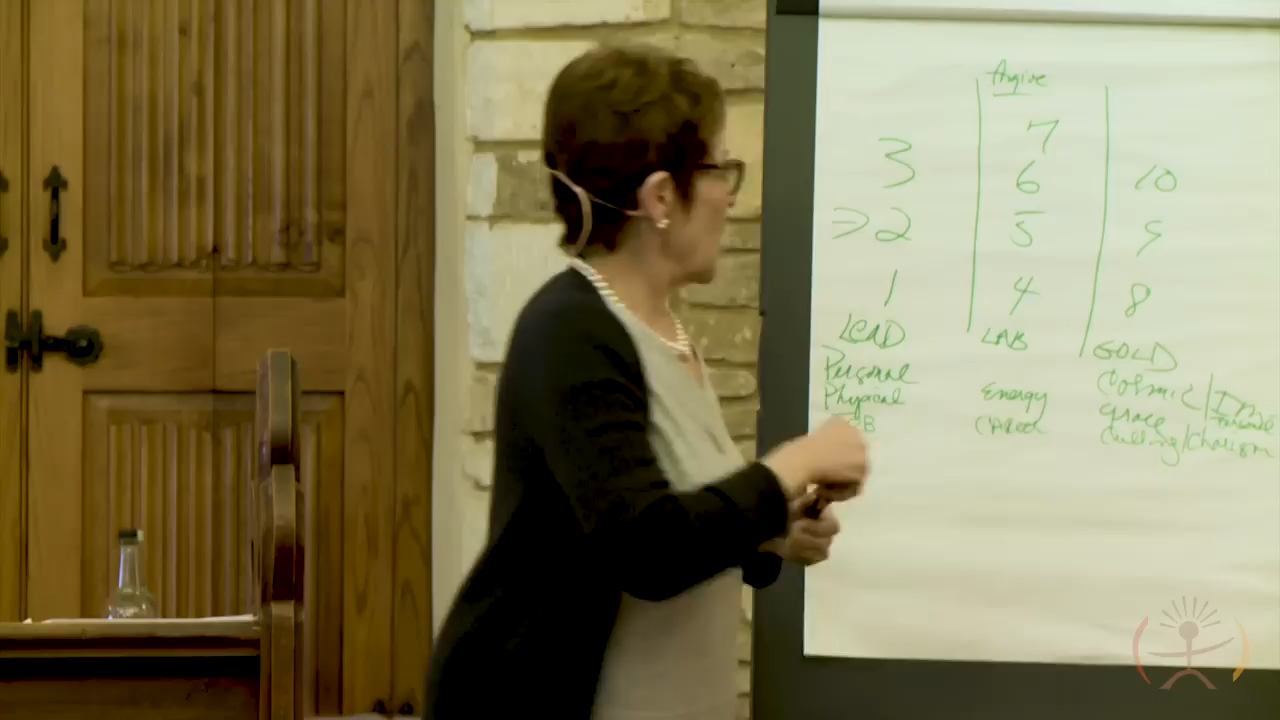 7
3 6 10
=> 2 5 9
1 4 8
LEAD LAB GOLD
Personal Cosmic /
Physical Energy grace
Career Calling/Charism